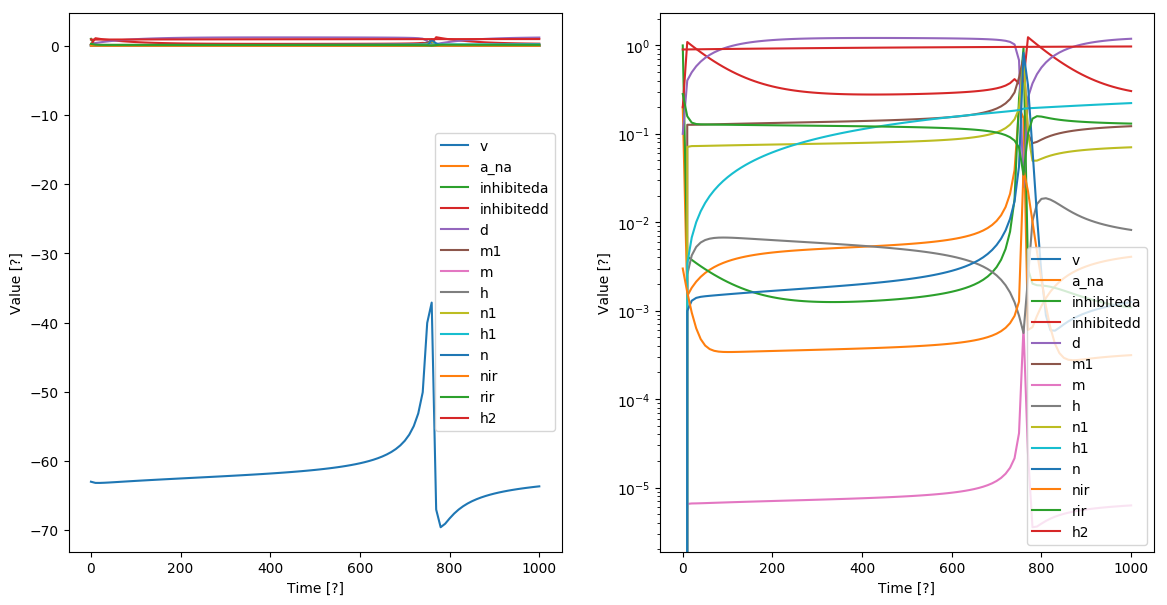 0
−10
−20
−30
−40
−50
−60
−70
Value [?]
0
200
400
600
800
1000
Time [?]
v
a_na
inhibiteda
inhibitedd
d
m1
m
h
n1
h1
n
nir
rir
h2
10^0
10^−1
10^−2
10^−3
10^−4
10^−5
Value [?]
0
200
400
600
800
1000
Time [?]
v
a_na
inhibiteda
inhibitedd
d
m1
m
h
n1
h1
n
nir
rir
h2